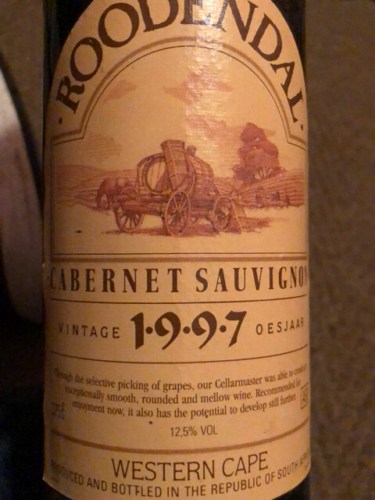 ROODENDAL
CABERNET SAUVIGNON
VINTAGE 1·9·9·7 OESJAAR
Through the selective picking of grapes, our Cellarmaster was able to
exceptionally smooth, rounded and mellow wine. Recommended for
enjoyment now, it also has the potential to develop still further.
12,5% VOL
WESTERN CAPE
PRODUCED AND BOTTLED IN THE REPUBLIC OF SOUTH